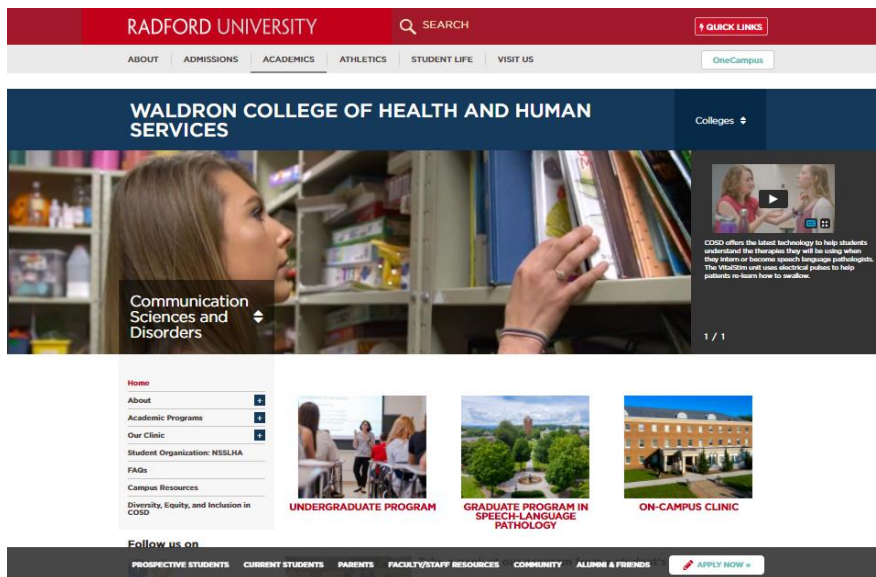 RADFORD UNIVERSITY
SEARCH
QUICK LINKS
ABOUT ADMISSIONS ACADEMICS ATHLETICS STUDENT LIFE VISIT US
OneCampus
WALDRON COLLEGE OF HEALTH AND HUMAN
SERVICES
Colleges
COSD offers the latest technology to help students
understand the therapies they will be using when
they intern or become speech language pathologists.
The VitalStim unit uses electrical pulses to help
patients re-learn how to swallow.
1 / 1
Communication
Sciences and
Disorders
Home
About
Academic Programs
Our Clinic
Student Organization: NSSLHA
FAQs
Campus Resources
Diversity, Equity, and Inclusion in
COSD
Follow us on
UNDERGRADUATE PROGRAM
GRADUATE PROGRAM IN
SPEECH-LANGUAGE
PATHOLOGY
ON-CAMPUS CLINIC
PROSPECTIVE STUDENTS CURRENT STUDENTS PARENTS FACULTY/STAFF RESOURCES COMMUNITY ALUMNI & FRIENDS APPLY NOW »